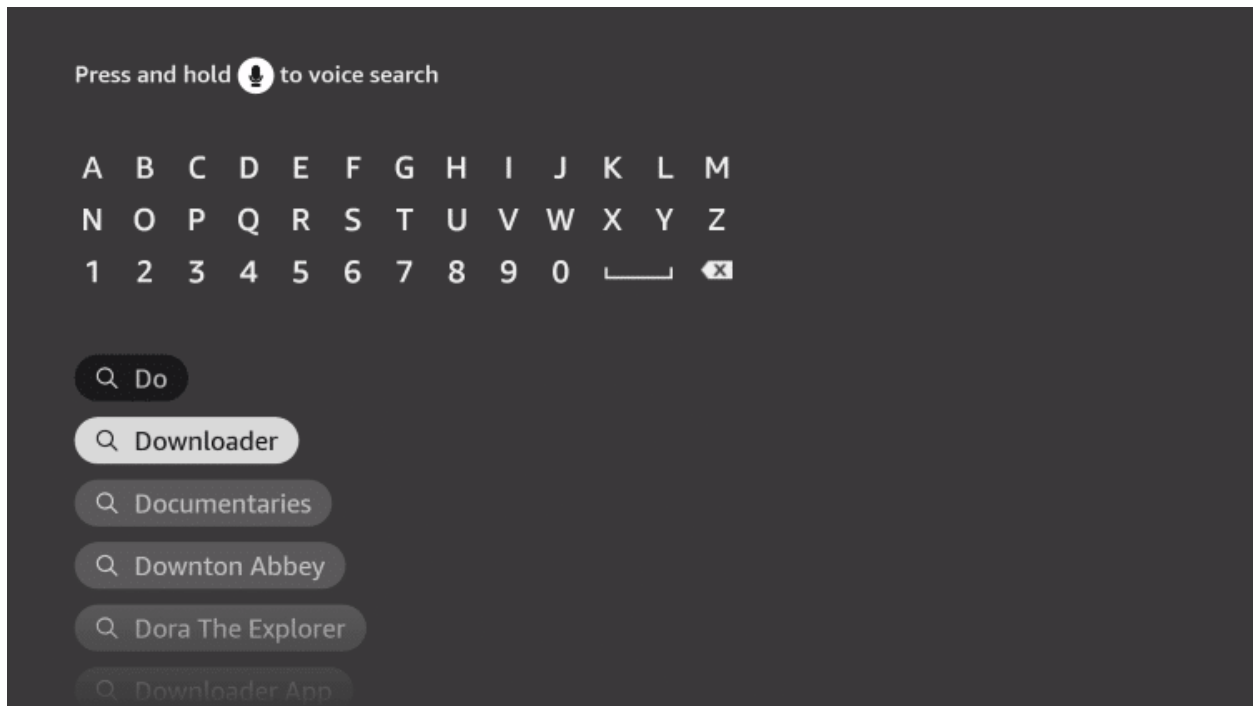 Press and hold to voice search
A B C D E F G H I J K L M
N O P Q R S T U V W X Y Z
1 2 3 4 5 6 7 8 9 0
Do
Downloader
Documentaries
Downton Abbey
Dora The Explorer
Downloader App